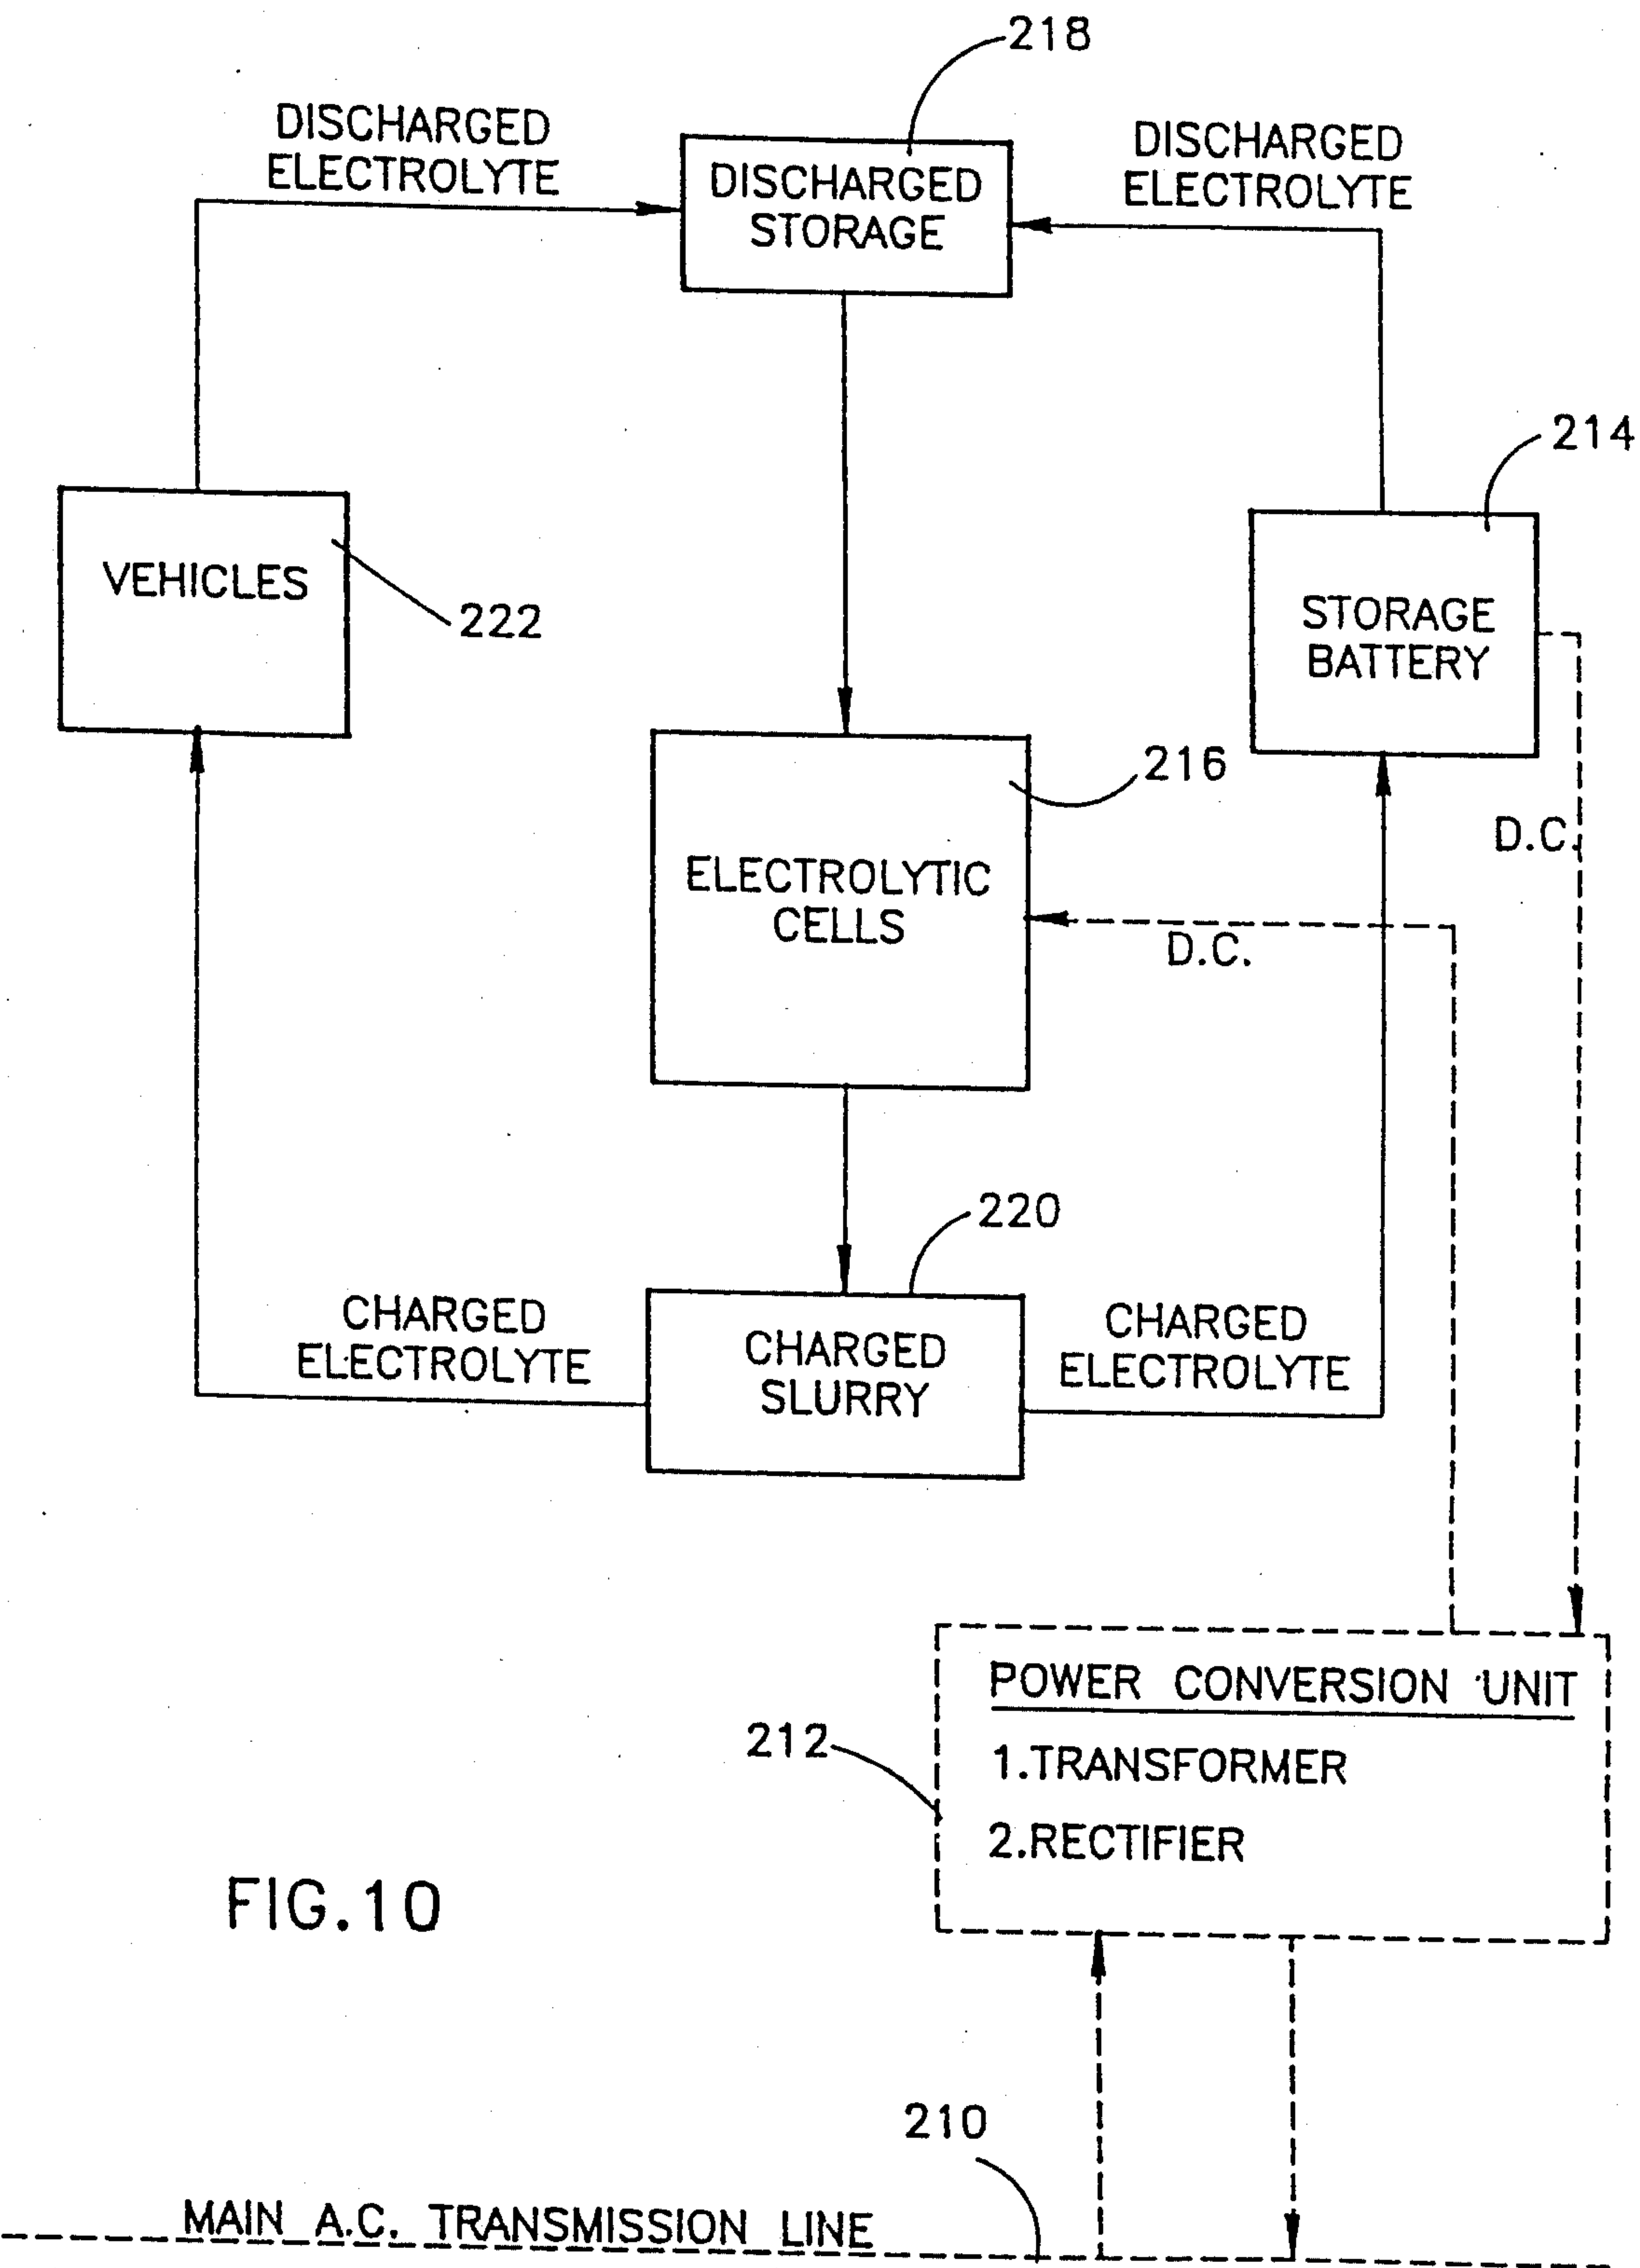 218
DISCHARGED
ELECTROLYTE
DISCHARGED
STORAGE
DISCHARGED
ELECTROLYTE
214
VEHICLES
222
STORAGE
BATTERY
216
D.C.
ELECTROLYTIC
CELLS
D.C.
220
CHARGED
ELECTROLYTE
CHARGED
SLURRY
CHARGED
ELECTROLYTE
POWER CONVERSION UNIT
212
1.TRANSFORMER
2.RECTIFIER
FIG.10
210
MAIN A.C. TRANSMISSION LINE